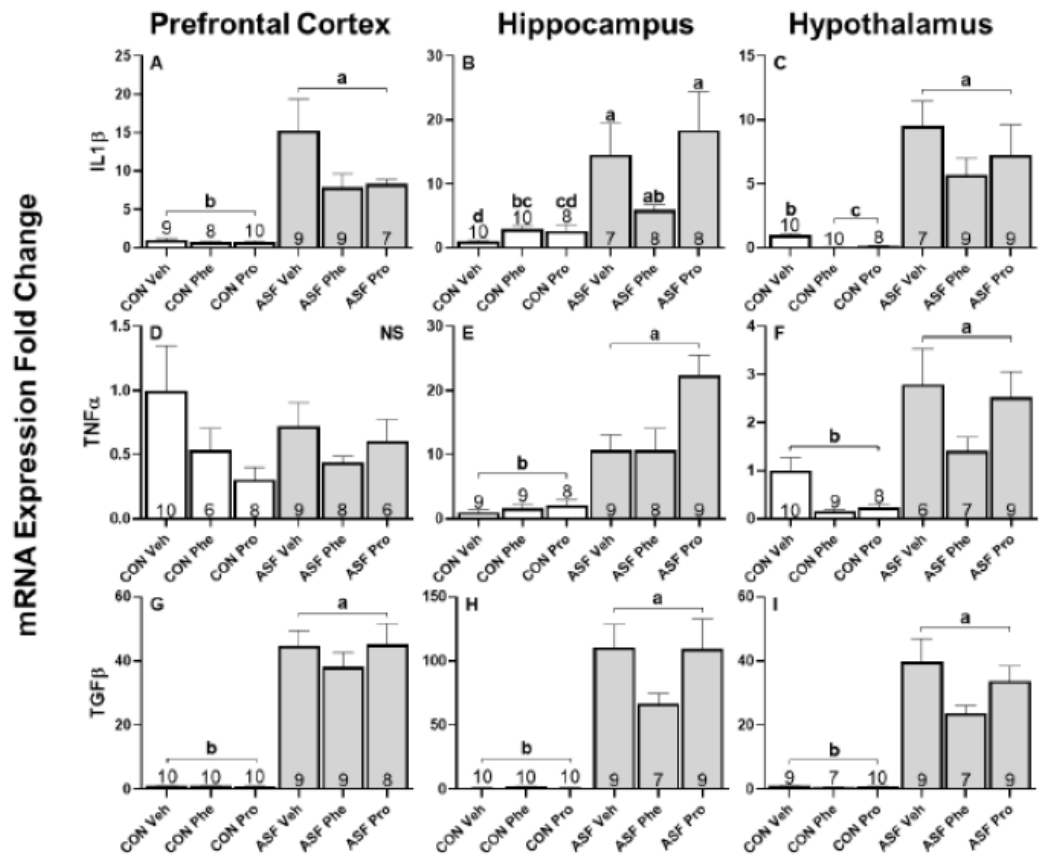 Prefrontal Cortex Hippocampus Hypothalamus
mRNA Expression Fold Change
A
IL1β
25
20
15
10
5
0
a
b
9 8 10 9 9 7
CON Veh CON Phe CON Pro ASF Veh ASF Phe ASF Pro
B
30
20
10
0
d bc cd a ab a
10 10 8 7 8 8
CON Veh CON Phe CON Pro ASF Veh ASF Phe ASF Pro
C
15
10
5
0
a
b c
10 10 8 7 9 9
CON Veh CON Phe CON Pro ASF Veh ASF Phe ASF Pro
D NS
TNFα
1.5
1.0
0.5
0.0
10 6 8 9 8 6
CON Veh CON Phe CON Pro ASF Veh ASF Phe ASF Pro
E
30
20
10
0
a
b
9 9 8 9 8 9
CON Veh CON Phe CON Pro ASF Veh ASF Phe ASF Pro
F
4
3
2
1
0
a
b
10 9 8 6 7 9
CON Veh CON Phe CON Pro ASF Veh ASF Phe ASF Pro
G
TGFβ
60
40
20
0
a
b
10 10 10 9 9 8
CON Veh CON Phe CON Pro ASF Veh ASF Phe ASF Pro
H
150
100
50
0
a
b
10 10 10 9 7 9
CON Veh CON Phe CON Pro ASF Veh ASF Phe ASF Pro
I
60
40
20
0
a
b
9 7 10 9 7 9
CON Veh CON Phe CON Pro ASF Veh ASF Phe ASF Pro